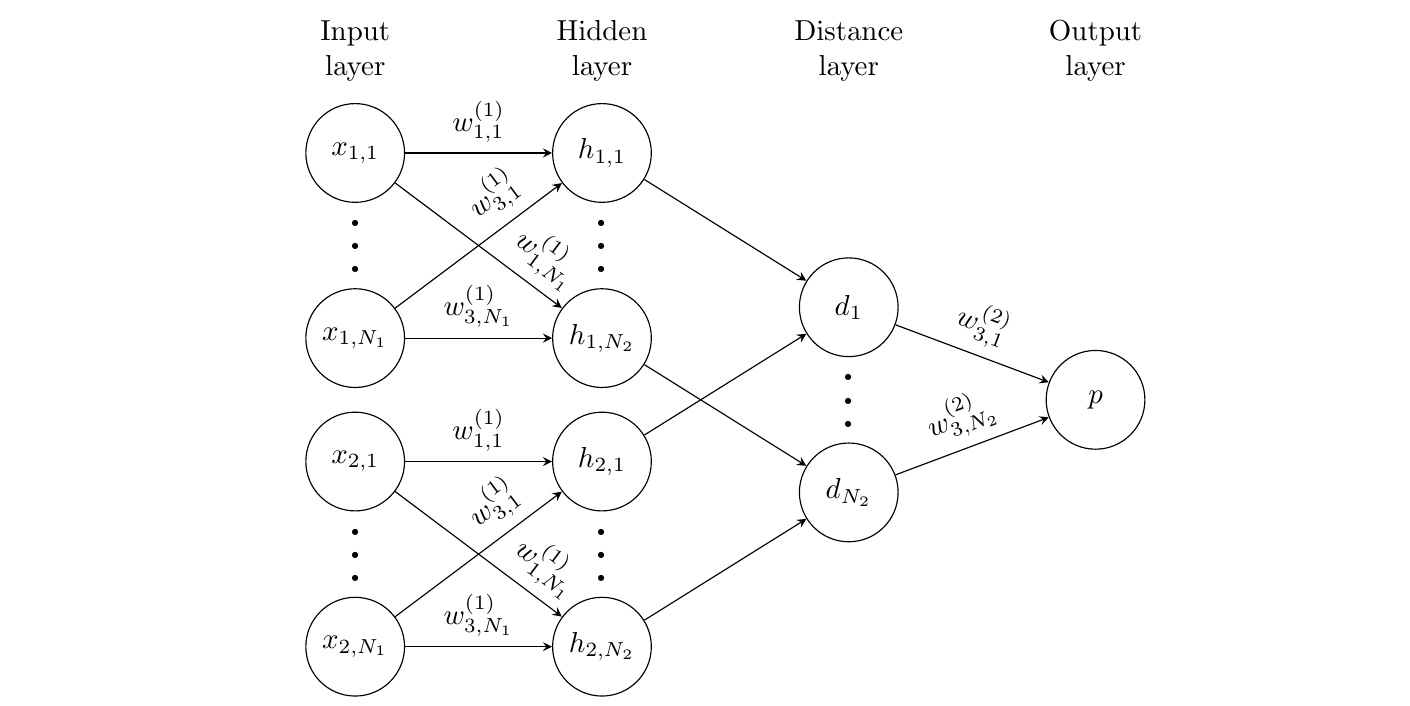 Input layer
Hidden layer
Distance layer
Output layer
x_{1,1}
w_{1,1}^{(1)}
h_{1,1}
w_{3,1}^{(1)}
w_{1,N_1}^{(1)}
x_{1,N_1}
w_{3,N_1}^{(1)}
h_{1,N_2}
x_{2,1}
w_{1,1}^{(1)}
h_{2,1}
w_{3,1}^{(1)}
w_{1,N_1}^{(1)}
x_{2,N_1}
w_{3,N_1}^{(1)}
h_{2,N_2}
d_1
w_{3,1}^{(2)}
d_{N_2}
w_{3,N_2}^{(2)}
p